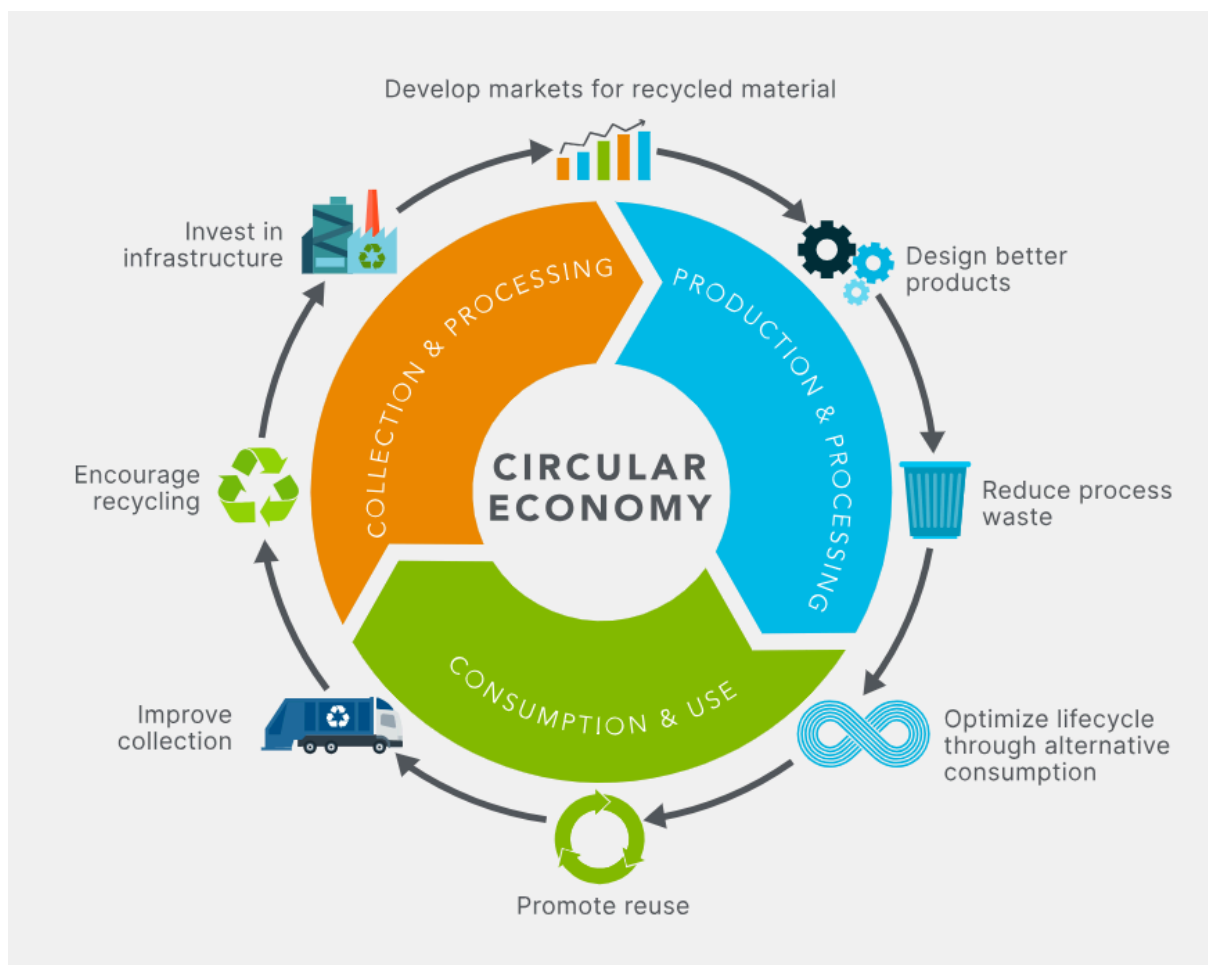 Develop markets for recycled material
Invest in
infrastructure
Design better
products
COLLECTION & PROCESSING
PRODUCTION & PROCESSING
CIRCULAR
ECONOMY
Encourage
recycling
Reduce process
waste
CONSUMPTION & USE
Improve
collection
Optimize lifecycle
through alternative
consumption
Promote reuse